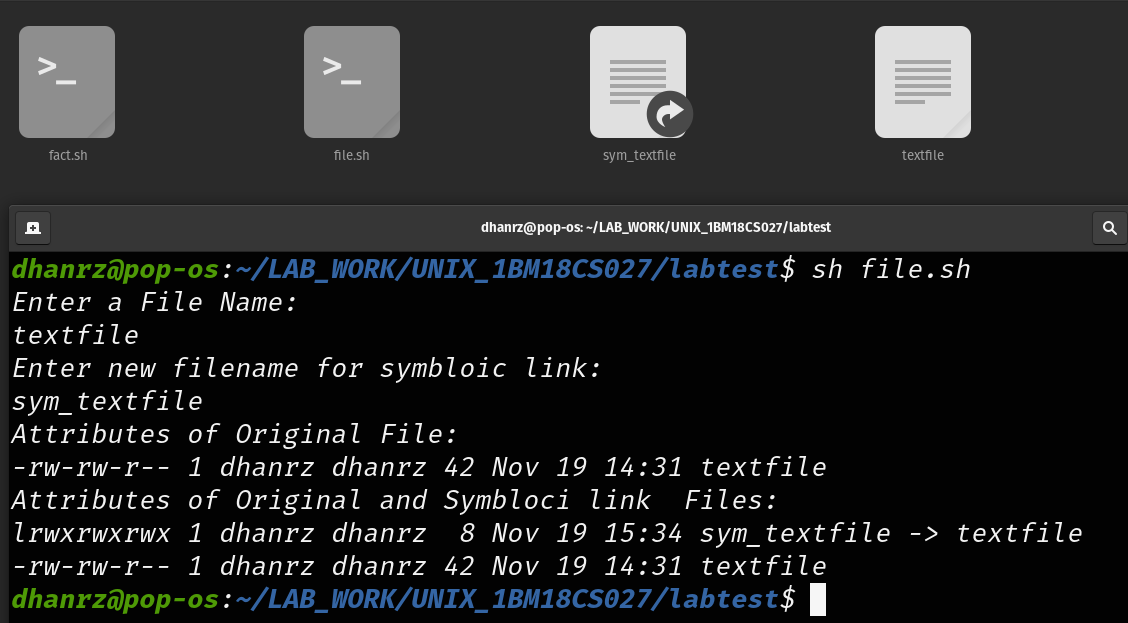 >_ >_
fact.sh file.sh sym_textfile textfile
dhanrz@pop-os: ~/LAB_WORK/UNIX_1BM18CS027/labtest
dhanrz@pop-os:~/LAB_WORK/UNIX_1BM18CS027/labtest$ sh file.sh
Enter a File Name:
textfile
Enter new filename for symbloic link:
sym_textfile
Attributes of Original File:
-rw-rw-r-- 1 dhanrz dhanrz 42 Nov 19 14:31 textfile
Attributes of Original and Symbloci link  Files:
lrwxrwxrwx 1 dhanrz dhanrz  8 Nov 19 15:34 sym_textfile -> textfile
-rw-rw-r-- 1 dhanrz dhanrz 42 Nov 19 14:31 textfile
dhanrz@pop-os:~/LAB_WORK/UNIX_1BM18CS027/labtest$